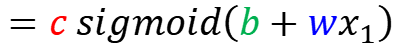 = c sigmoid(b + wx₁)